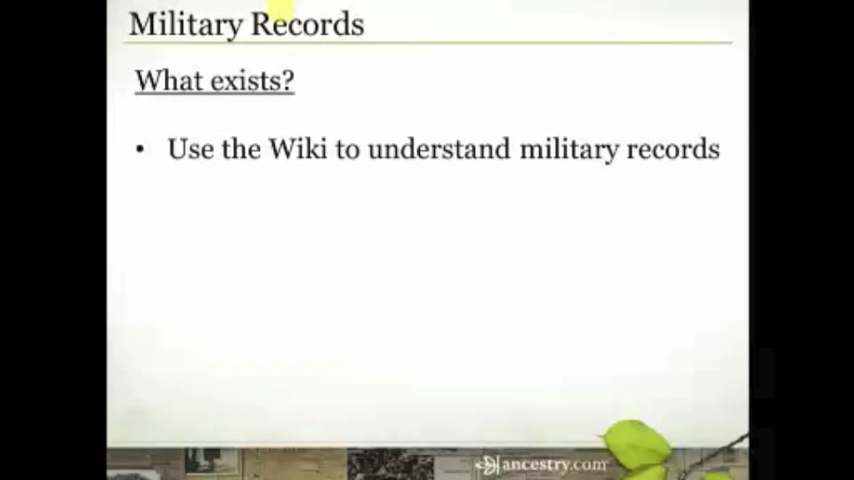 Military Records
What exists?
• Use the Wiki to understand military records
ancestry.com